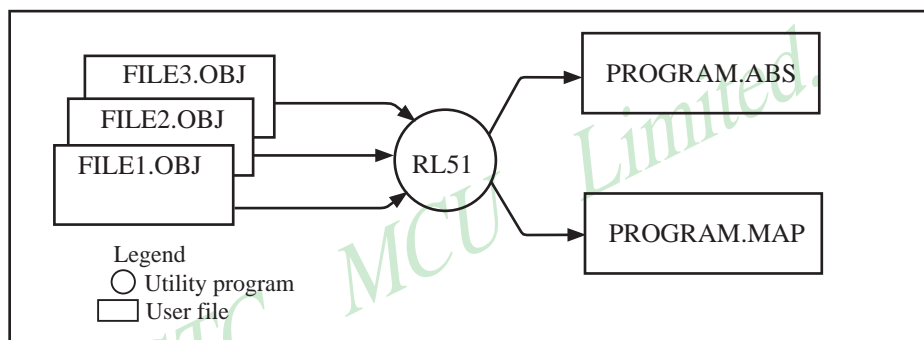 FILE3.OBJ
FILE2.OBJ
FILE1.OBJ
RL51
PROGRAM.ABS
PROGRAM.MAP
Legend
Utility program
User file
STC MCU Limited.